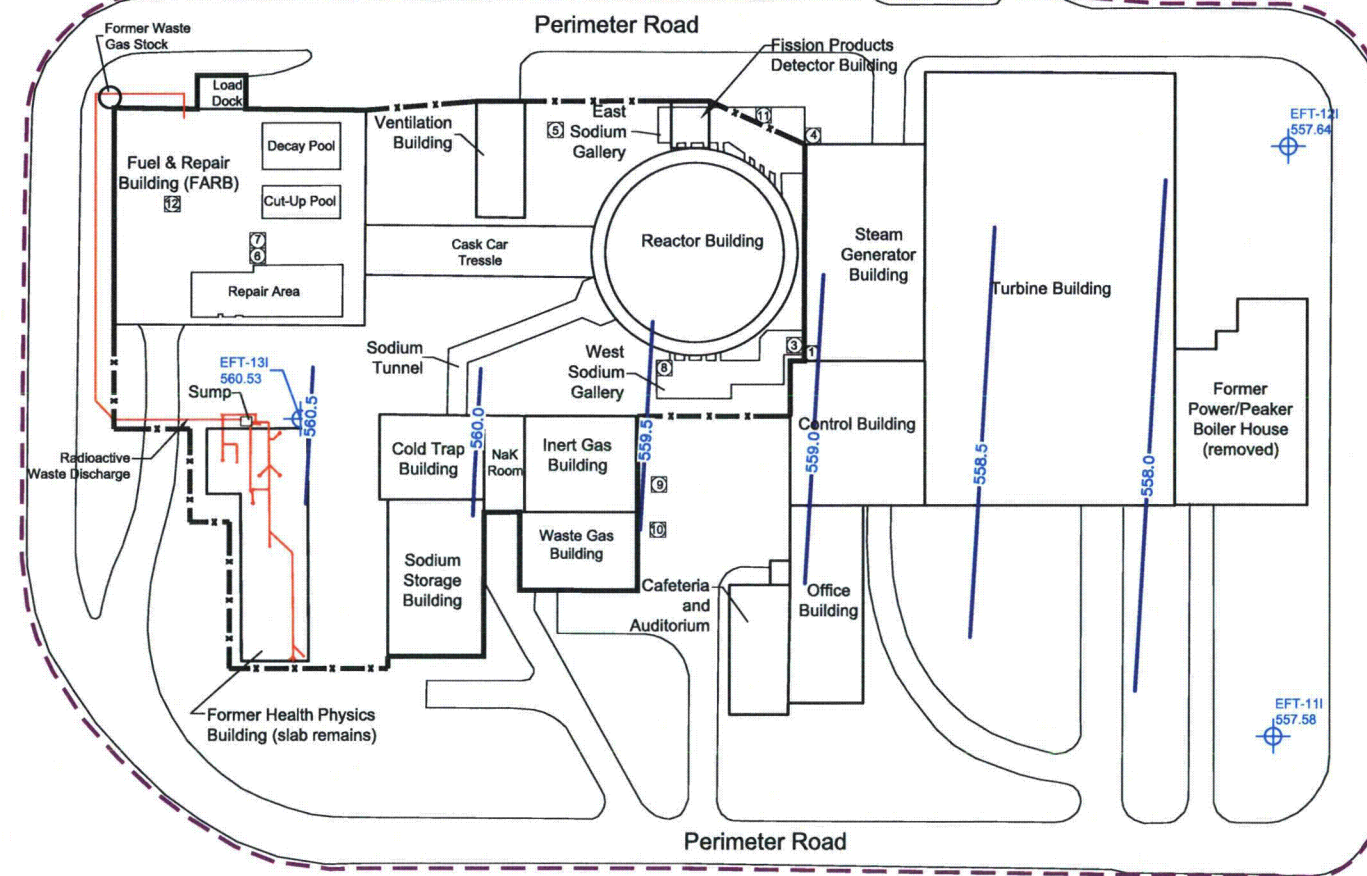 Perimeter Road
Former Waste
Gas Stock
Fission Products
Detector Building
Load
Dock
Ventilation
Building
East
Sodium
Gallery
5
11
4
EFT-12I
557.64
Decay Pool
Fuel & Repair
Building (FARB)
12
Cut-Up Pool
7
6
Repair Area
Cask Car
Tressle
Reactor Building
Steam
Generator
Building
Turbine Building
Sodium
Tunnel
West
Sodium
Gallery
8
3
1
EFT-13I
560.53
Sump
560.5
560.0
559.5
559.0
558.5
558.0
Former
Power/Peaker
Boiler House
(removed)
Control Building
Cold Trap
Building
NaK
Room
Inert Gas
Building
9
Radioactive
Waste Discharge
10
Waste Gas
Building
Sodium
Storage
Building
Cafeteria
and
Auditorium
Office
Building
Former Health Physics
Building (slab remains)
EFT-11I
557.58
Perimeter Road